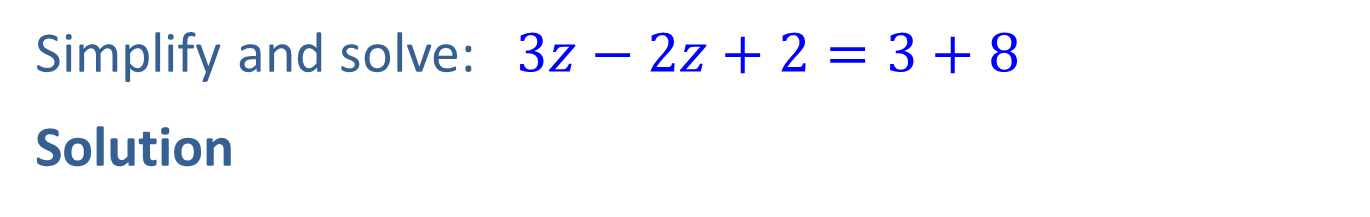 Simplify and solve: 3z − 2z + 2 = 3 + 8
Solution